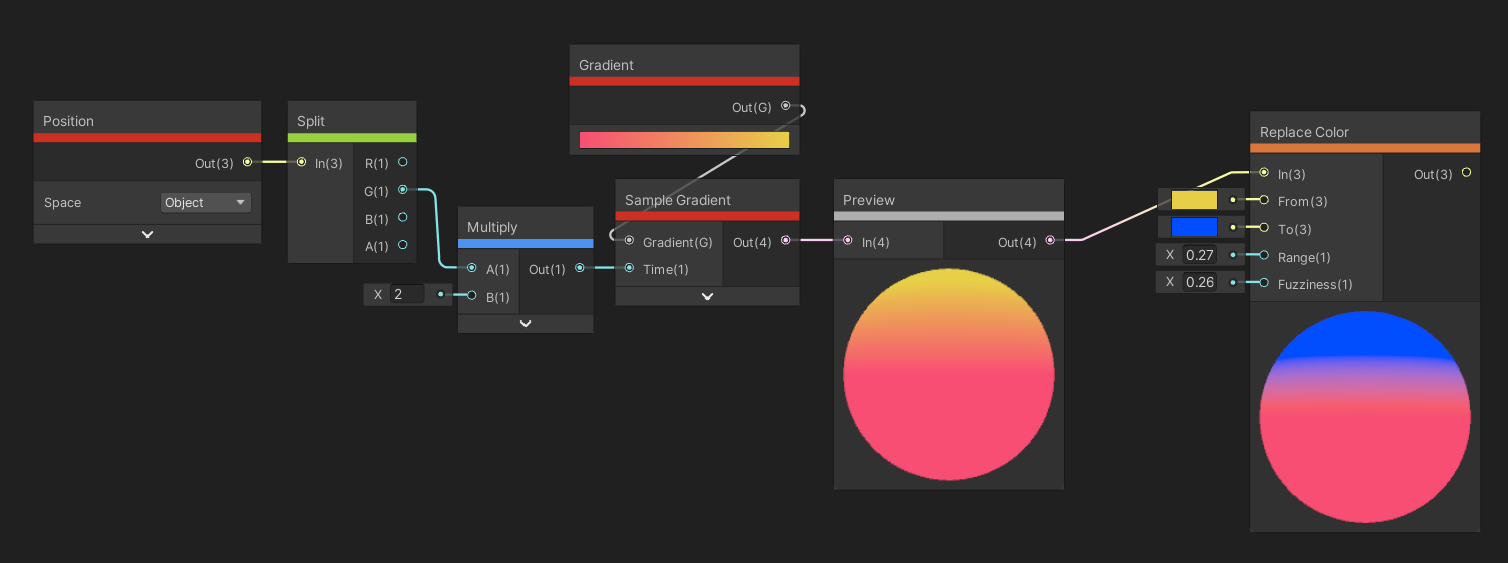 Position
Out(3)
Space
Object
Split
In(3)
R(1)
G(1)
B(1)
A(1)
Multiply
A(1)
Out(1)
X 2
B(1)
Gradient
Out(G)
Sample Gradient
Gradient(G)
Out(4)
Time(1)
Preview
In(4)
Out(4)
Replace Color
In(3)
Out(3)
From(3)
To(3)
X 0.27
Range(1)
X 0.26
Fuzziness(1)